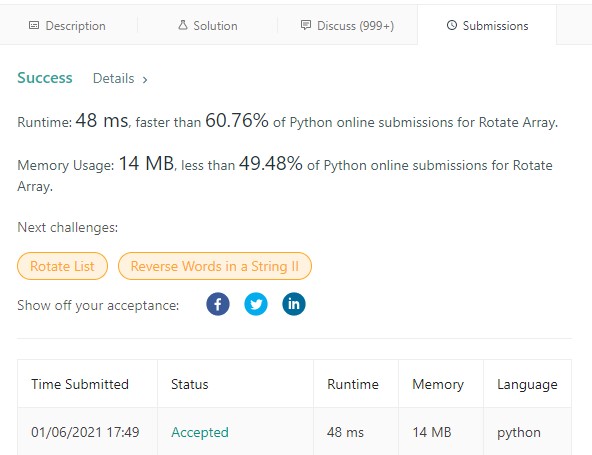 Description Solution Discuss (999+) Submissions
Success Details ›
Runtime: 48 ms, faster than 60.76% of Python online submissions for Rotate Array.
Memory Usage: 14 MB, less than 49.48% of Python online submissions for Rotate
Array.
Next challenges:
Rotate List Reverse Words in a String II
Show off your acceptance: f in
Time Submitted Status Runtime Memory Language
01/06/2021 17:49 Accepted 48 ms 14 MB python